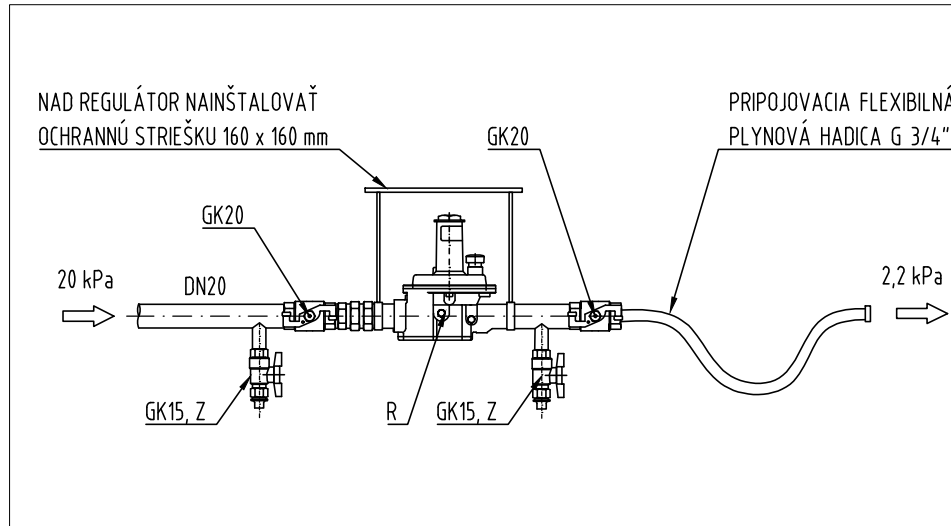 NAD REGULÁTOR NAINŠTALOVAŤ
OCHRANNÚ STRIEŠKU 160 x 160 mm
PRIPOJOVACIA FLEXIBILNÁ
PLYNOVÁ HADICA G 3/4"
GK20
GK20
20 kPa
DN20
2,2 kPa
GK15, Z
R
GK15, Z